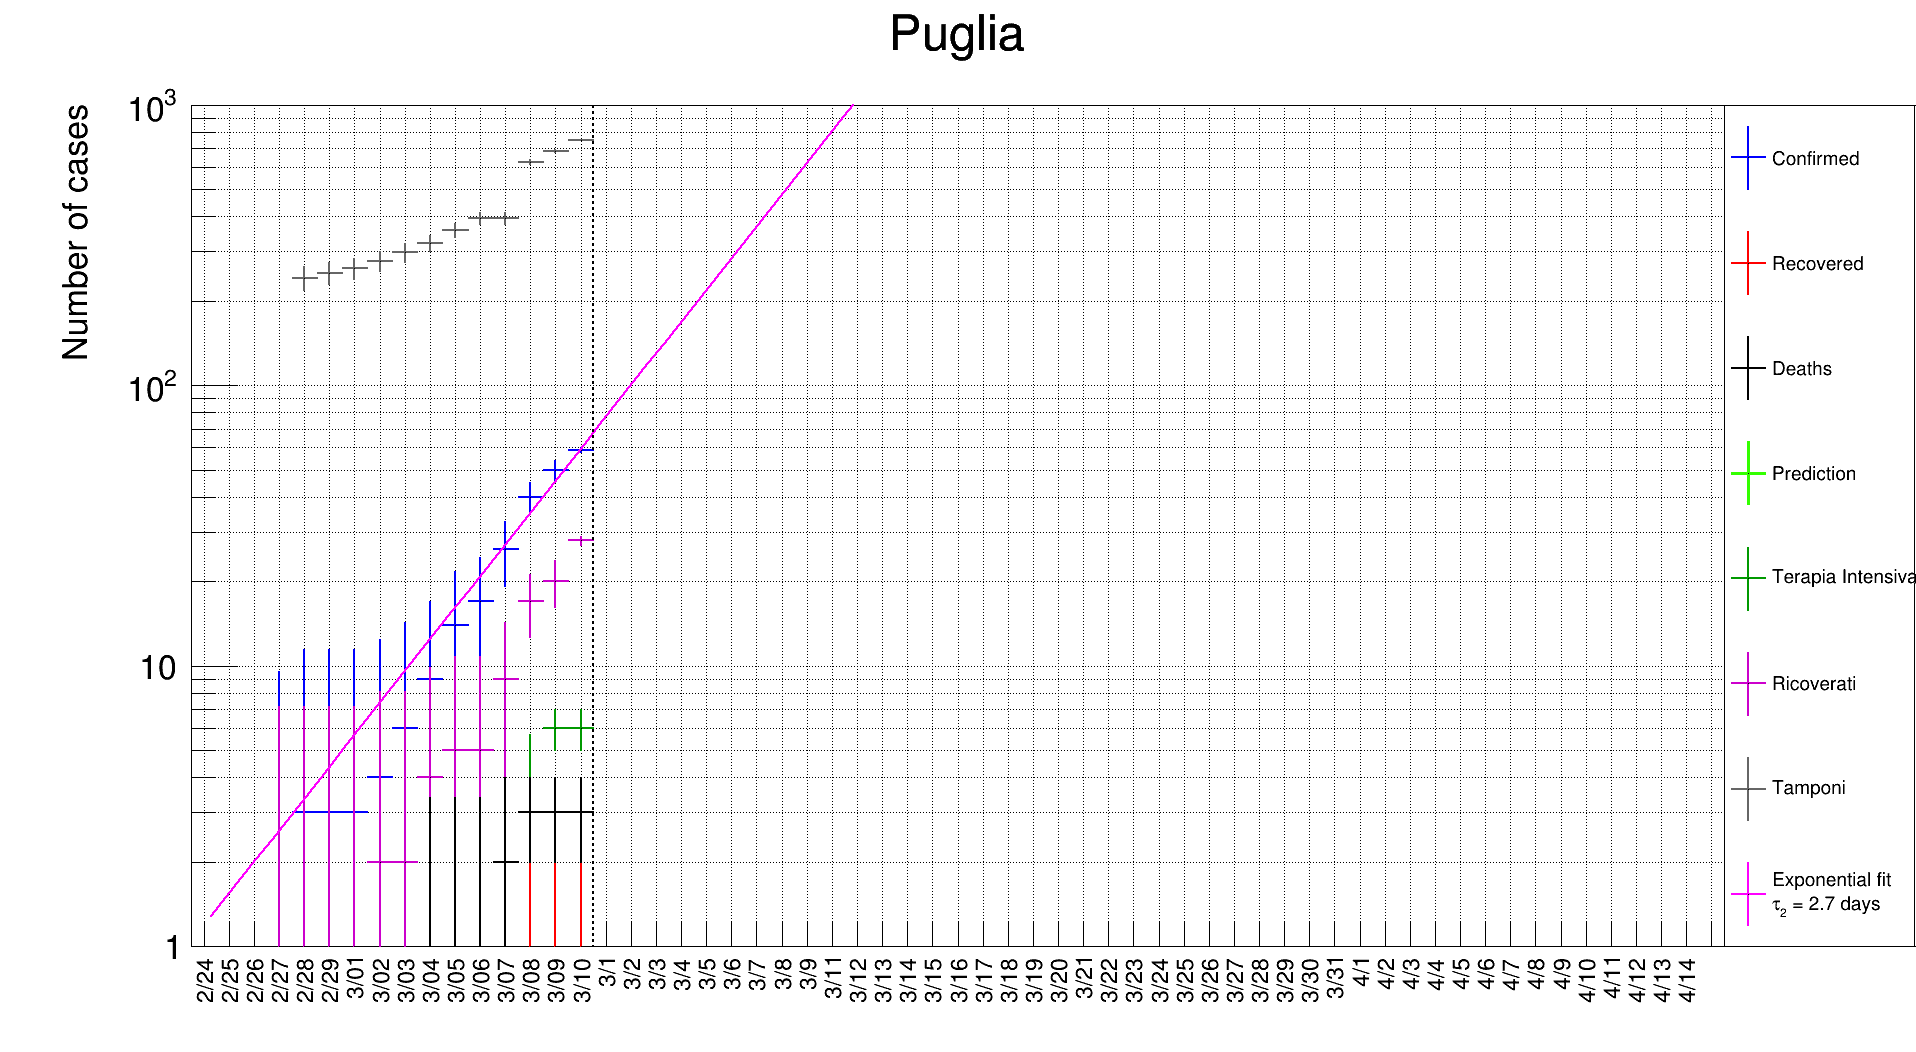 Puglia
Number of cases
10³
10²
10
1
2/24 2/25 2/26 2/27 2/28 2/29 3/01 3/02 3/03 3/04 3/05 3/06 3/07 3/08 3/09 3/10 3/1 3/2 3/3 3/4 3/5 3/6 3/7 3/8 3/9 3/11 3/12 3/13 3/14 3/15 3/16 3/17 3/18 3/19 3/20 3/21 3/22 3/23 3/24 3/25 3/26 3/27 3/28 3/29 3/30 3/31 4/1 4/2 4/3 4/4 4/5 4/6 4/7 4/8 4/9 4/10 4/11 4/12 4/13 4/14
Confirmed
Recovered
Deaths
Prediction
Terapia Intensiva
Ricoverati
Tamponi
Exponential fit
τ₂ = 2.7 days